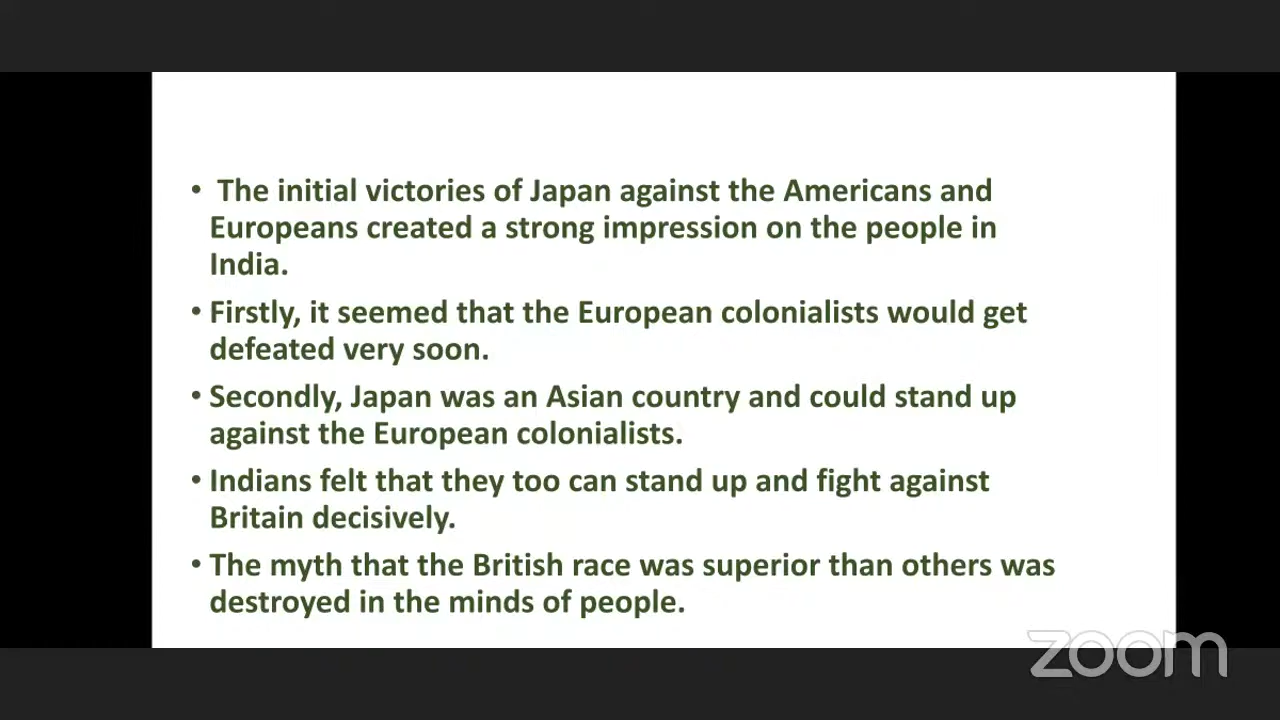 • The initial victories of Japan against the Americans and
Europeans created a strong impression on the people in
India.
• Firstly, it seemed that the European colonialists would get
defeated very soon.
• Secondly, Japan was an Asian country and could stand up
against the European colonialists.
• Indians felt that they too can stand up and fight against
Britain decisively.
• The myth that the British race was superior than others was
destroyed in the minds of people.
zoom